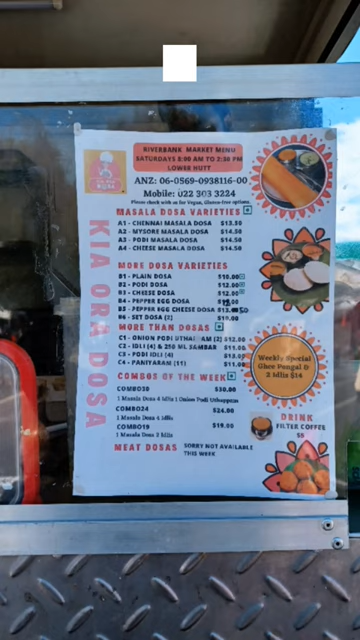 RIVERBANK MARKET MENU
SATURDAYS 8:00 AM TO 2:30 PM
LOWER HUTT
ANZ: 06-0569-0938116-00
Mobile: 022 303 3224
Please check with us for Vegan, Gluten-free options.
KIA ORA DOSA
MASALA DOSA VARIETIES
A1 - CHENNAI MASALA DOSA $13.50
A2 - MYSORE MASALA DOSA $14.50
A3 - PODI MASALA DOSA $14.50
A4 - CHEESE MASALA DOSA $14.50
MORE DOSA VARIETIES
B1 - PLAIN DOSA $10.00
B2 - PODI DOSA $12.00
B3 - CHEESE DOSA $12.00
B4 - PEPPER EGG DOSA
B5 - PEPPER EGG CHEESE DOSA
B6 - SET DOSA (2) $10.00
MORE THAN DOSAS
C1 - ONION PODI UTHAPPAM (2) $12.00
C2 - IDLI (4) & 250 ML SAMBAR $11.00
C3 - PODI IDLI (4) $13.00
C4 - PANIYARAM (11) $11.00
COMBOS OF THE WEEK
COMBO30 $30.00
1 Masala Dosa 4 Idlis 1 Onion Podi Uthappam
COMBO24 $24.00
1 Masala Dosa 4 Idlis
COMBO19 $19.00
1 Masala Dosa 2 Idlis
MEAT DOSAS SORRY NOT AVAILABLE
THIS WEEK
Weekly Special
Ghee Pongal &
2 Idlis $14
DRINK
FILTER COFFEE
$5